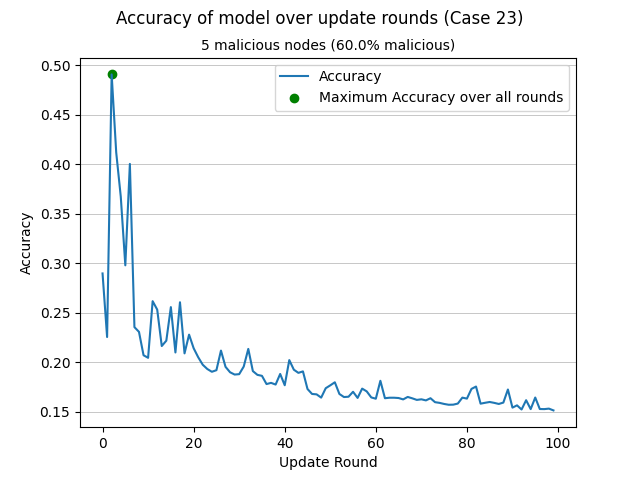 Accuracy of model over update rounds (Case 23)
5 malicious nodes (60.0% malicious)
Accuracy
Maximum Accuracy over all rounds
0.50
0.45
0.40
0.35
0.30
0.25
0.20
0.15
Accuracy
0 20 40 60 80 100
Update Round